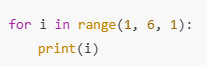 for i in range(1, 6, 1):
    print(i)